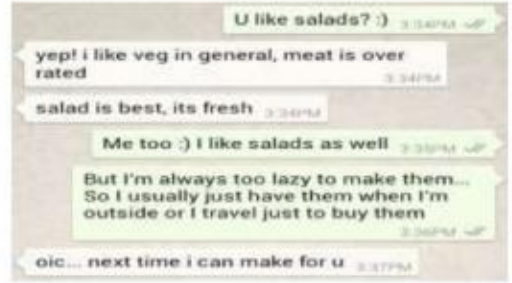 U like salads? :) 3:34PM
yep! i like veg in general, meat is over
rated
3:34PM
salad is best, its fresh 3:34PM
Me too :) I like salads as well 3:35PM
But I'm always too lazy to make them...
So I usually just have them when I'm
outside or I travel just to buy them
3:36PM
oic... next time i can make for u 3:37PM